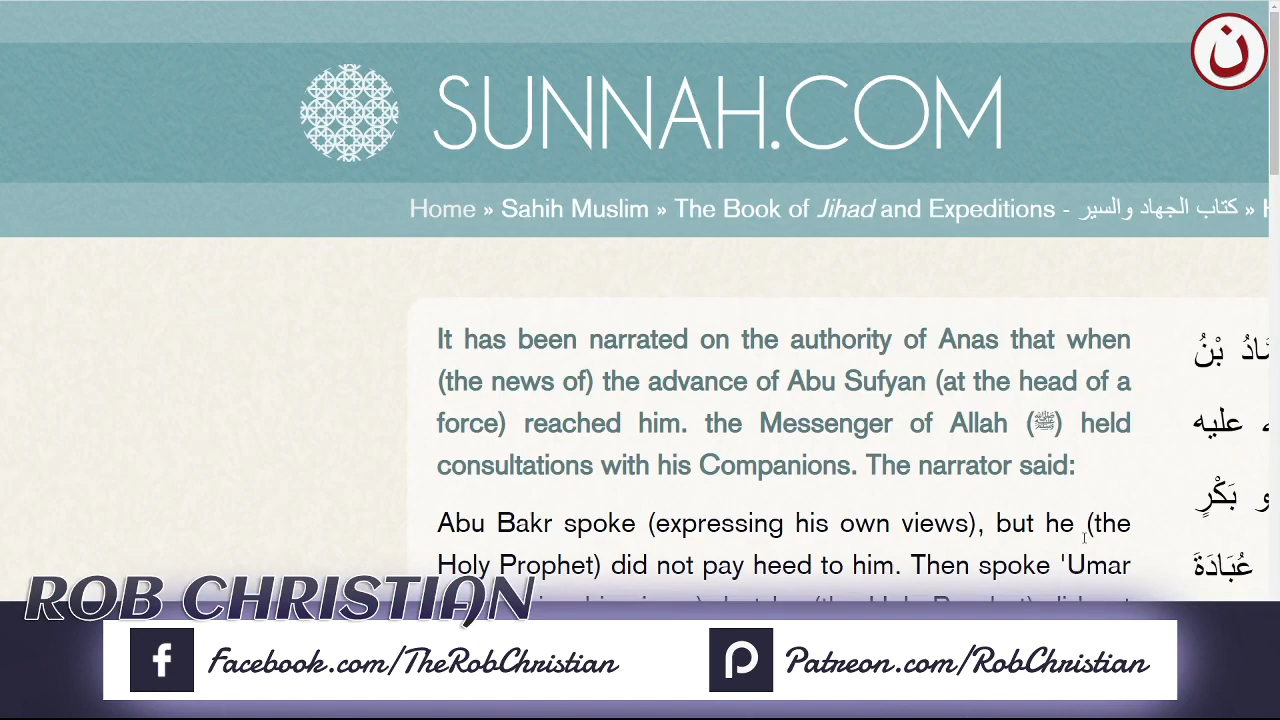 SUNNAH.COM
ن
Home » Sahih Muslim » The Book of Jihad and Expeditions - كتاب الجهاد والسير »
It has been narrated on the authority of Anas that when
(the news of) the advance of Abu Sufyan (at the head of a
force) reached him. the Messenger of Allah (ﷺ) held
consultations with his Companions. The narrator said:
Abu Bakr spoke (expressing his own views), but he (the
Holy Prophet) did not pay heed to him. Then spoke 'Umar
بْنُ
عليه
بَكْرٍ
عُبَادَةَ
ROB CHRISTIAN
Facebook.com/TheRobChristian
Patreon.com/RobChristian